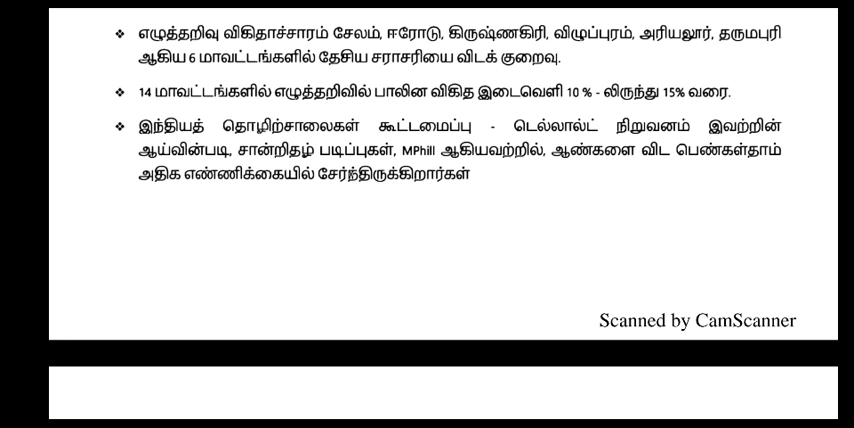 ❖ எழுத்தறிவு விகிதாச்சாரம் சேலம், ஈரோடு, கிருஷ்ணகிரி, விழுப்புரம், அரியலூர், தருமபுரி
ஆகிய 6 மாவட்டங்களில் தேசிய சராசரியை விடக் குறைவு.
❖ 14 மாவட்டங்களில் எழுத்தறிவில் பாலின விகித இடைவெளி 10 % - லிருந்து 15% வரை.
❖ இந்தியத் தொழிற்சாலைகள் கூட்டமைப்பு - டெல்லால்ட் நிறுவனம் இவற்றின்
ஆய்வின்படி, சான்றிதழ் படிப்புகள், MPhill ஆகியவற்றில், ஆண்களை விட பெண்கள்தாம்
அதிக எண்ணிக்கையில் சேர்ந்திருக்கிறார்கள்
Scanned by CamScanner